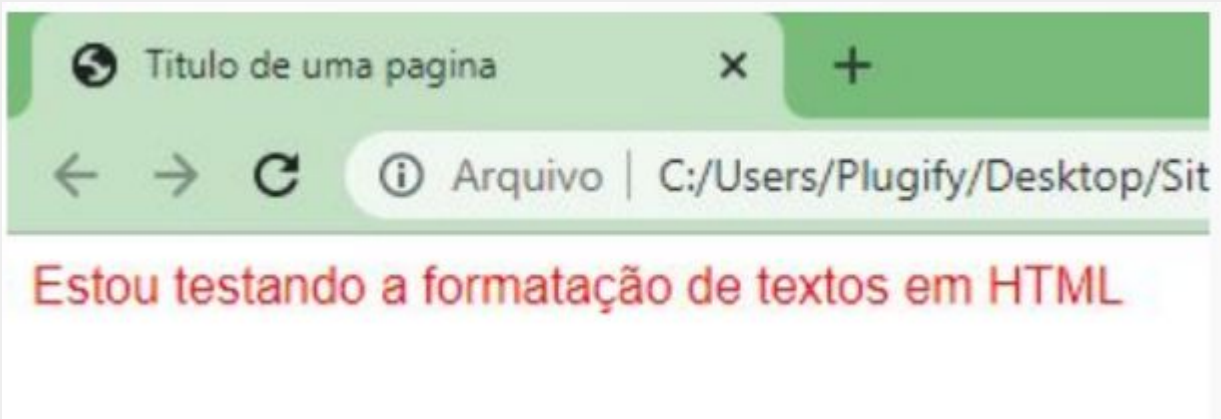 Titulo de uma pagina
Arquivo | C:/Users/Plugify/Desktop/Sit
Estou testando a formatação de textos em HTML